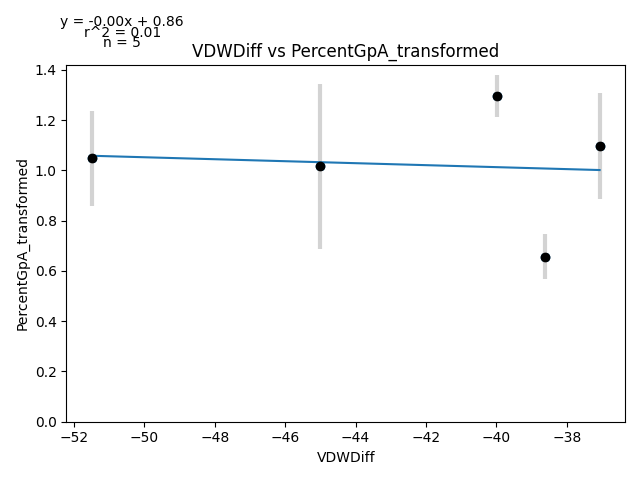 y = -0.00x + 0.86
r^2 = 0.01
n = 5
VDWDiff vs PercentGpA_transformed
PercentGpA_transformed
1.4
1.2
1.0
0.8
0.6
0.4
0.2
0.0
−52 −50 −48 −46 −44 −42 −40 −38
VDWDiff